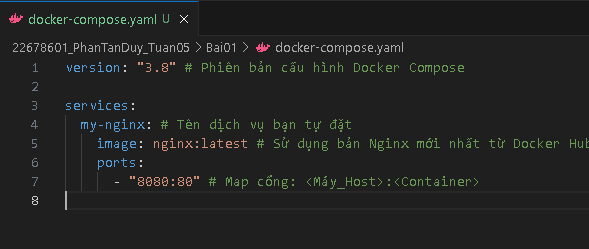 docker-compose.yaml U
22678601_PhanTanDuy_Tuan05 > Bai01 > docker-compose.yaml
1 version: "3.8" # Phiên bản cấu hình Docker Compose
2
3 services:
4 my-nginx: # Tên dịch vụ bạn tự đặt
5 image: nginx:latest # Sử dụng bản Nginx mới nhất từ Docker Hub
6 ports:
7 - "8080:80" # Map cổng: <Máy_Host>:<Container>
8